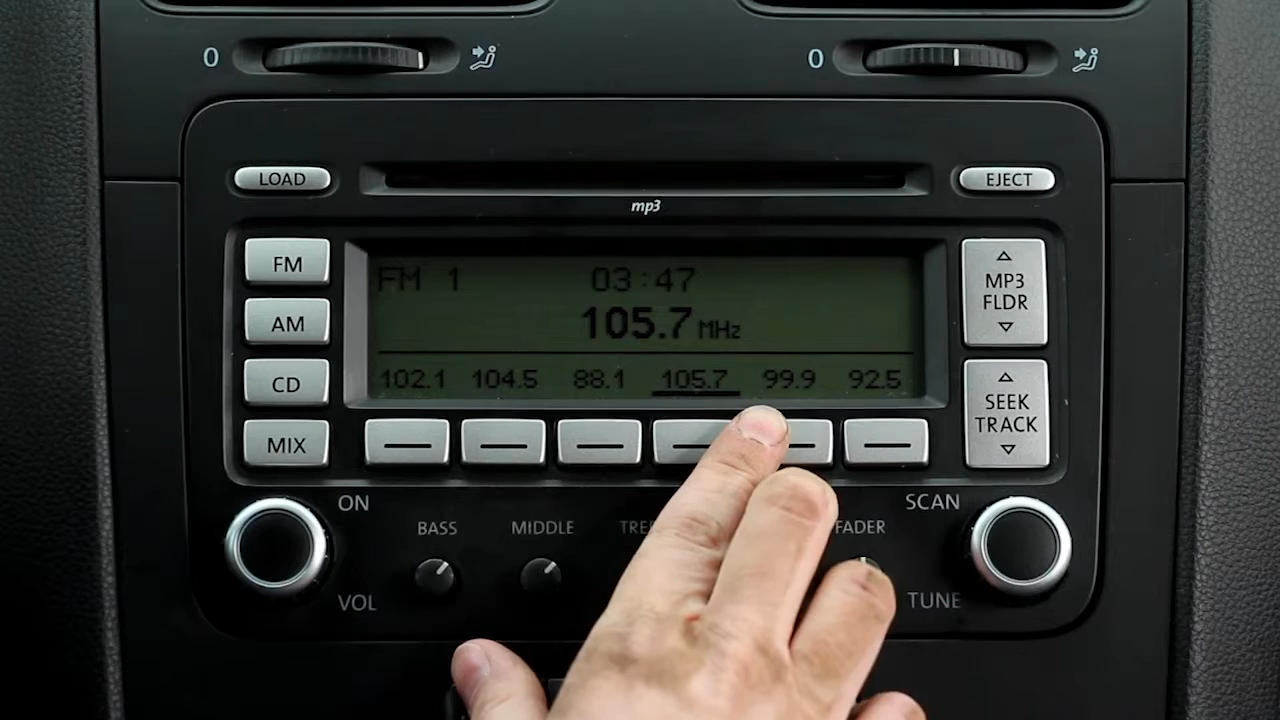 0 0
LOAD EJECT
mp3
FM
AM
CD
MIX
FM 1 03:47
105.7 MHz
102.1 104.5 88.1 105.7 99.9 92.5
MP3
FLDR
SEEK
TRACK
ON
VOL
BASS MIDDLE FADER
SCAN
TUNE